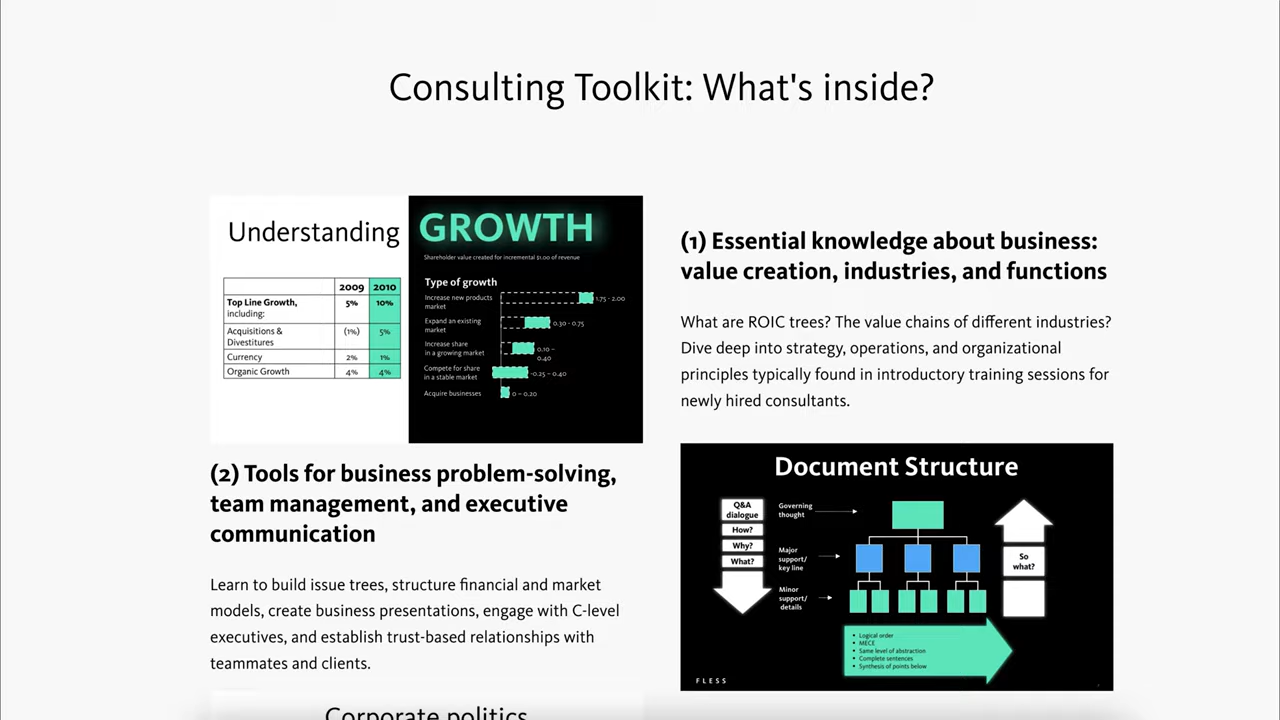 Consulting Toolkit: What's inside?
Understanding GROWTH
Shareholder value created for incremental $1.00 of revenue
2009 2010
Top Line Growth, including: 5% 10%
Acquisitions & Divestitures (1%) 5%
Currency 2% 1%
Organic Growth 4% 4%
Type of growth
Increase new products market 1.75 - 2.00
Expand an existing market 0.30 - 0.75
Increase share in a growing market 0.10 – 0.40
Compete for share in a stable market -0.25 – 0.40
Acquire businesses 0 – 0.20
(1) Essential knowledge about business:
value creation, industries, and functions
What are ROIC trees? The value chains of different industries?
Dive deep into strategy, operations, and organizational
principles typically found in introductory training sessions for
newly hired consultants.
(2) Tools for business problem-solving,
team management, and executive
communication
Learn to build issue trees, structure financial and market
models, create business presentations, engage with C-level
executives, and establish trust-based relationships with
teammates and clients.
Document Structure
Q&A
dialogue
How?
Why?
What?
Governing
thought
Major
support/
key line
Minor
support/
details
So
what?
• Logical order
• MECE
• Same level of abstraction
• Complete sentences
• Synthesis of points below
FLESS
Corporate politics